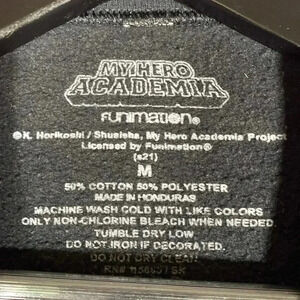 MY HERO
ACADEMIA
FUNIMATION®
©K. Horikoshi / Shueisha, My Hero Academia Project
Licensed by Funimation®
(s21)
M
50% COTTON 50% POLYESTER
MADE IN HONDURAS
MACHINE WASH COLD WITH LIKE COLORS
ONLY NON-CHLORINE BLEACH WHEN NEEDED
TUMBLE DRY LOW
DO NOT IRON IF DECORATED.
DO NOT DRY CLEAN
RN#